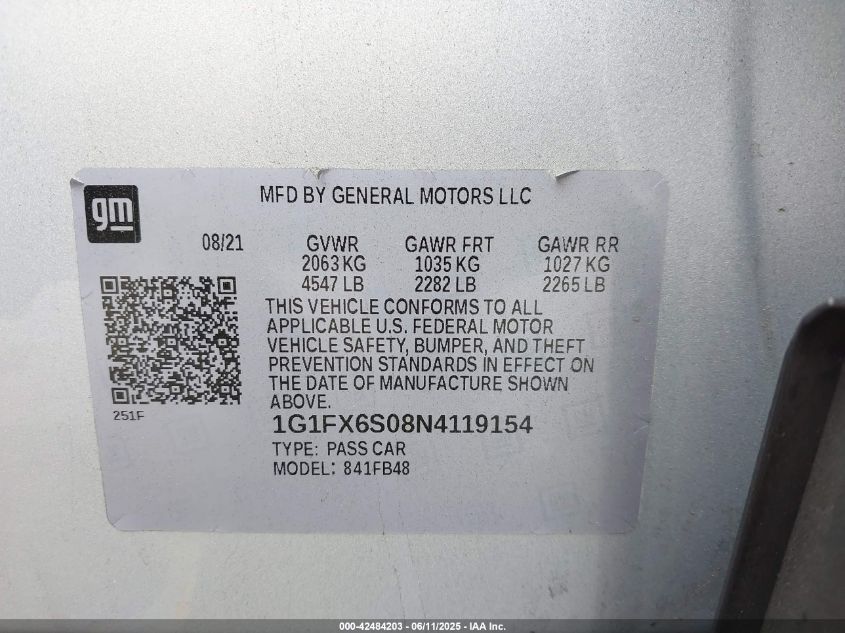 gm
MFD BY GENERAL MOTORS LLC
08/21 GVWR GAWR FRT GAWR RR
2063 KG 1035 KG 1027 KG
4547 LB 2282 LB 2265 LB
THIS VEHICLE CONFORMS TO ALL
APPLICABLE U.S. FEDERAL MOTOR
VEHICLE SAFETY, BUMPER, AND THEFT
PREVENTION STANDARDS IN EFFECT ON
THE DATE OF MANUFACTURE SHOWN
ABOVE.
251F
1G1FX6S08N4119154
TYPE: PASS CAR
MODEL: 841FB48
000-42484203 - 06/11/2025 - IAA Inc.